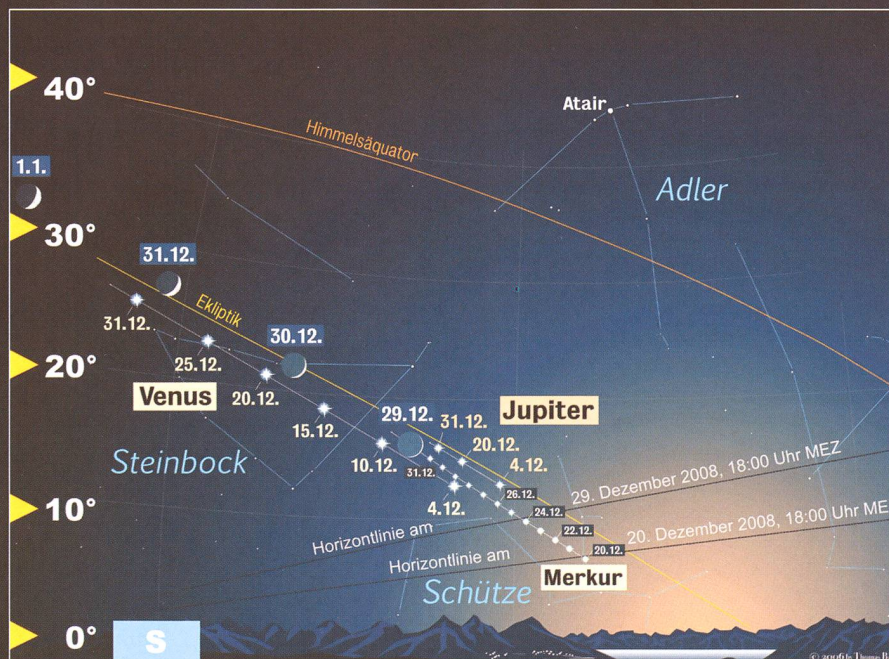 40°
Atair
Himmelsäquator
Adler
1.1.
30°
31.12.
Ekliptik
31.12.
30.12.
25.12.
20°
Venus
20.12.
29.12.
31.12.
Jupiter
15.12.
20.12.
10.12.
4.12.
Steinbock
31.12.
4.12.
26.12.
29. Dezember 2008, 18:00 Uhr MEZ
10°
24.12.
Horizontlinie am
22.12.
20. Dezember 2008, 18:00 Uhr ME
Horizontlinie am
20.12.
Merkur
Schütze
0°
S